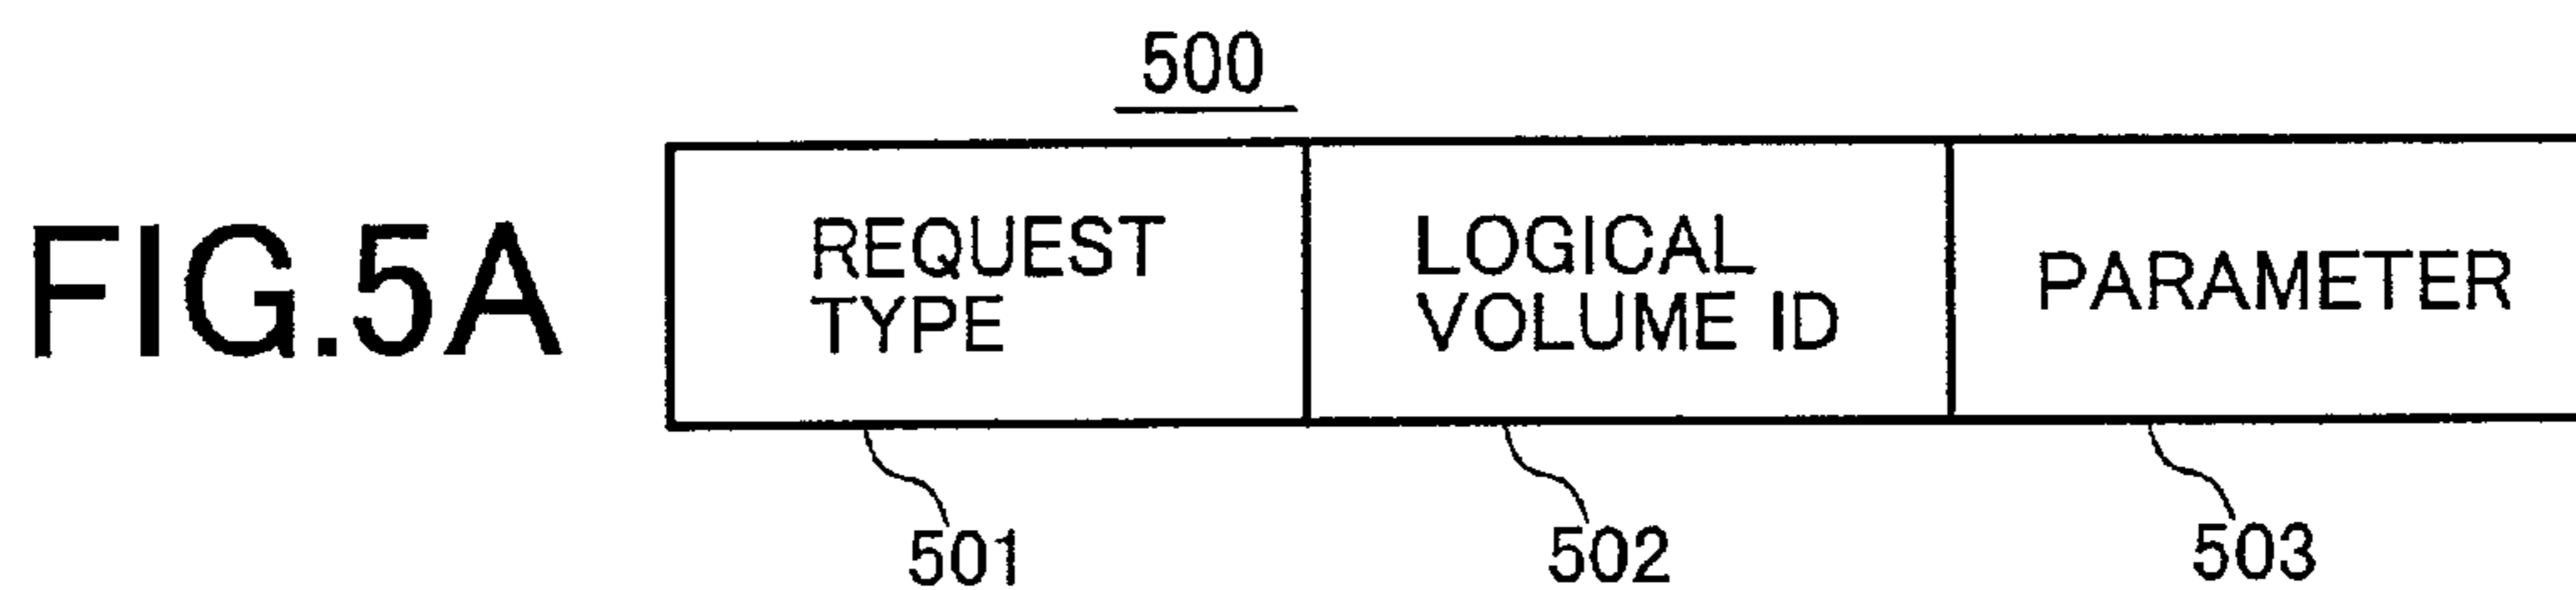 500
FIG.5A
REQUEST
TYPE
LOGICAL
VOLUME ID
PARAMETER
501
502
503